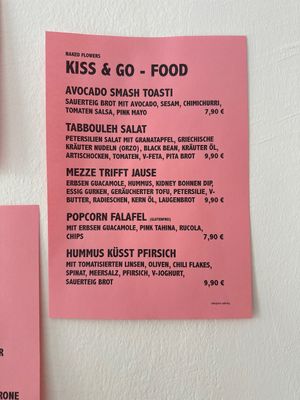 NAKED FLOWERS
KISS & GO - FOOD
AVOCADO SMASH TOASTI
SAUERTEIG BROT MIT AVOCADO, SESAM, CHIMICHURRI,
TOMATEN SALSA, PINK MAYO 7,90 €
TABBOULEH SALAT
PETERSILIEN SALAT MIT GRANATAPFEL, GRIECHISCHE
KRÄUTER NUDELN (ORZO), BLACK BEAN, KRÄUTER ÖL,
ARTISCHOCKEN, TOMATEN, V-FETA, PITA BROT 9,90 €
MEZZE TRIFFT JAUSE
ERBSEN GUACAMOLE, HUMMUS, KIDNEY BOHNEN DIP,
ESSIG GURKEN, GERÄUCHERTER TOFU, PETERSILIE, V-
BUTTER, RADIESCHEN, KERN ÖL, LAUGENBROT 9,90 €
POPCORN FALAFEL (GLUTENFREI)
MIT ERBSEN GUACAMOLE, PINK TAHINA, RUCOLA,
CHIPS 7,90 €
HUMMUS KÜSST PFIRSICH
MIT TOMATISIERTEN LINSEN, OLIVEN, CHILI FLAKES,
SPINAT, MEERSALZ, PFIRSICH, V-JOGHURT,
SAUERTEIG BROT 9,90 €
R
RONE